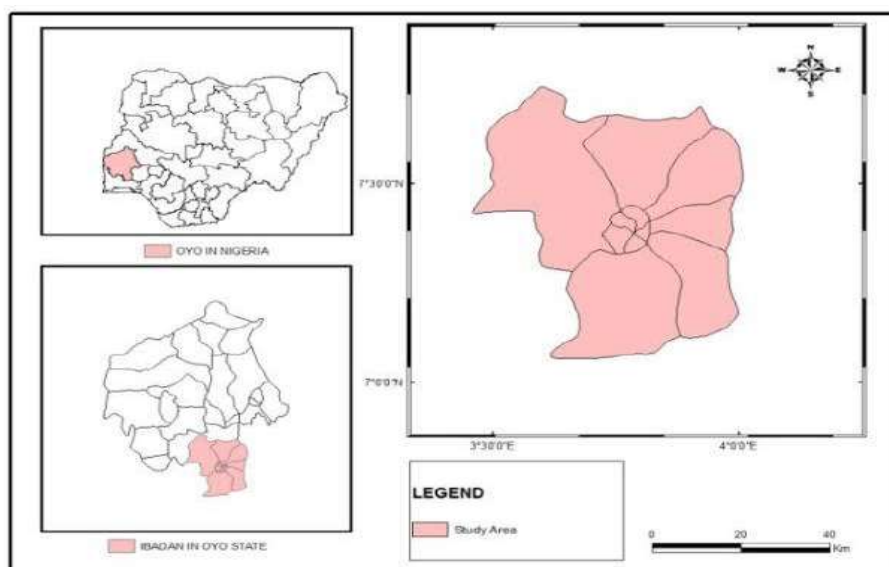 OYO IN NIGERIA
IBADAN IN OYO STATE
N
W E
S
7°30'0"N
7°0'0"N
3°30'0"E 4°0'0"E
LEGEND
Study Area
0 20 40
Km